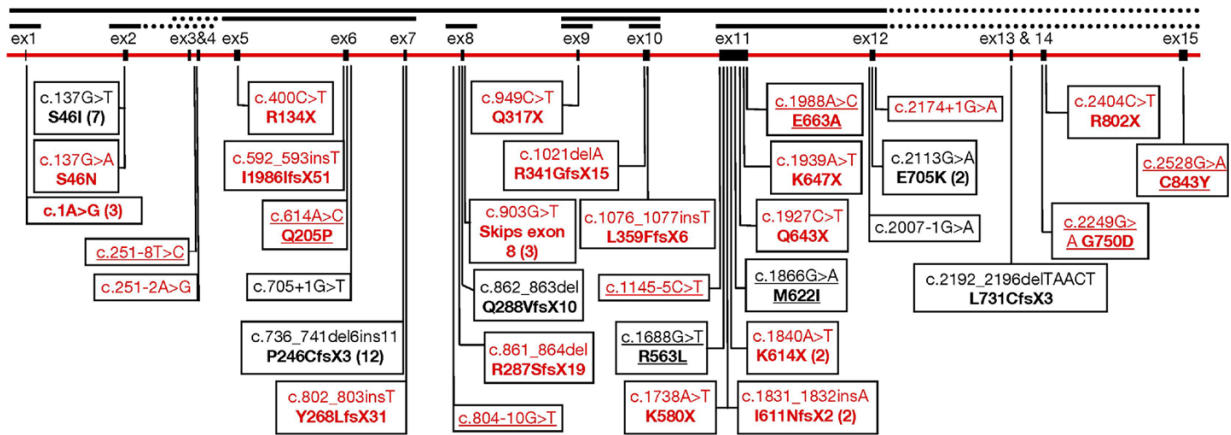 ex1 ex2 ex3&4 ex5 ex6 ex7 ex8 ex9 ex10 ex11 ex12 ex13 & 14 ex15
c.137G>T
S46I (7)
c.137G>A
S46N
c.1A>G (3)
c.251-8T>C
c.251-2A>G
c.400C>T
R134X
c.592_593insT
I1986IfsX51
c.614A>C
Q205P
c.705+1G>T
c.736_741del6ins11
P246CfsX3 (12)
c.802_803insT
Y268LfsX31
c.949C>T
Q317X
c.1021delA
R341GfsX15
c.903G>T
Skips exon
8 (3)
c.1076_1077insT
L359FfsX6
c.862_863del
Q288VfsX10
c.861_864del
R287SfsX19
c.804-10G>T
c.1145-5C>T
c.1688G>T
R563L
c.1738A>T
K580X
c.1988A>C
E663A
c.1939A>T
K647X
c.1927C>T
Q643X
c.1866G>A
M622I
c.1840A>T
K614X (2)
c.1831_1832insA
I611NfsX2 (2)
c.2174+1G>A
c.2113G>A
E705K (2)
c.2007-1G>A
c.2192_2196delTAACT
L731CfsX3
c.2404C>T
R802X
c.2249G>
A G750D
c.2528G>A
C843Y